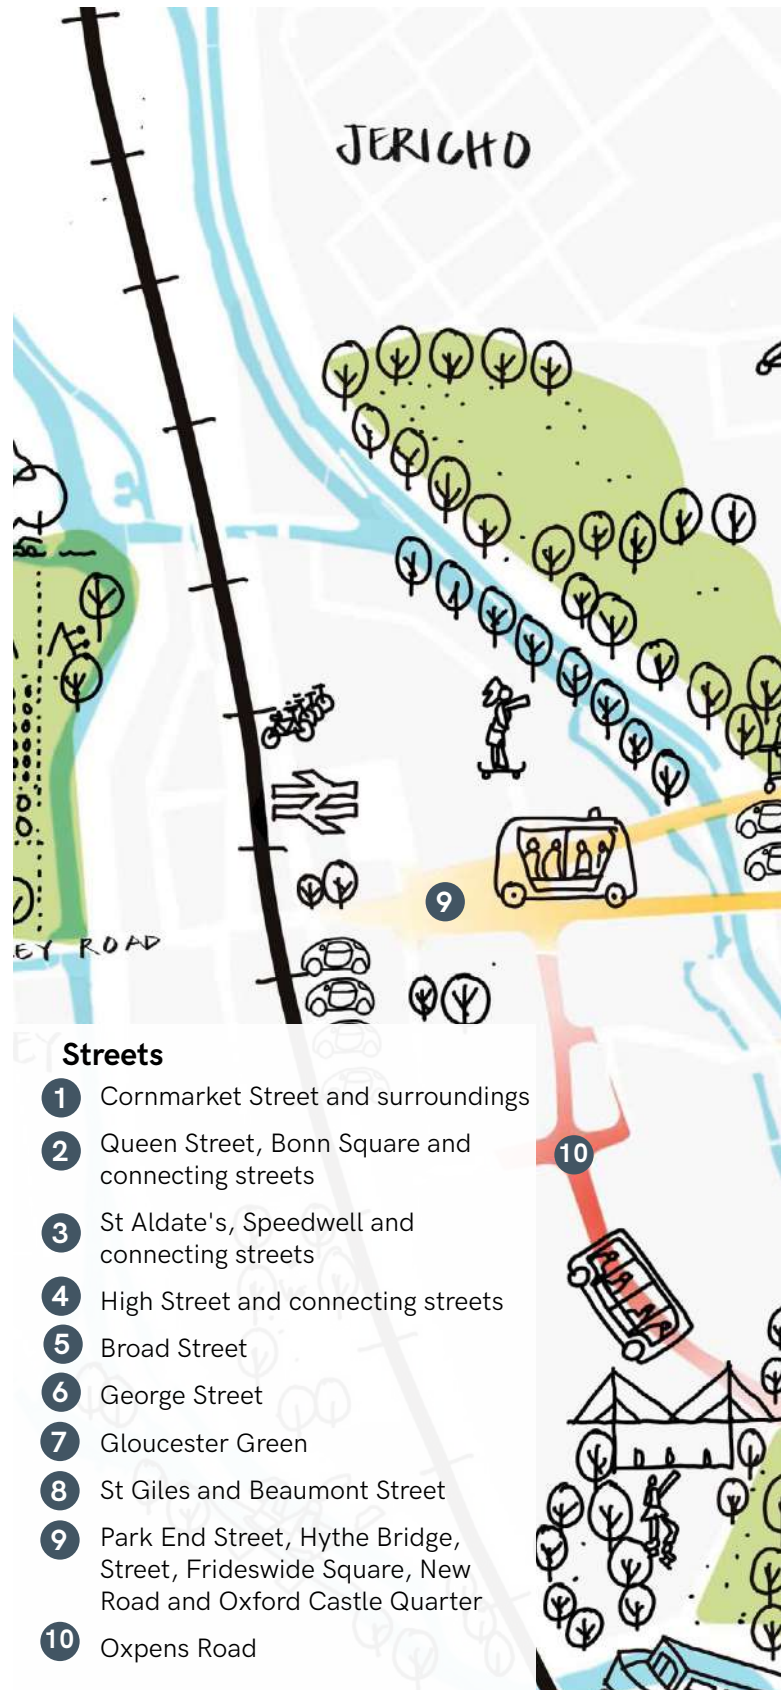 JERICHO
9
EY ROAD
Streets
1 Cornmarket Street and surroundings
2 Queen Street, Bonn Square and
connecting streets
3 St Aldate's, Speedwell and
connecting streets
4 High Street and connecting streets
5 Broad Street
6 George Street
7 Gloucester Green
8 St Giles and Beaumont Street
9 Park End Street, Hythe Bridge,
Street, Frideswide Square, New
Road and Oxford Castle Quarter
10 Oxpens Road
10